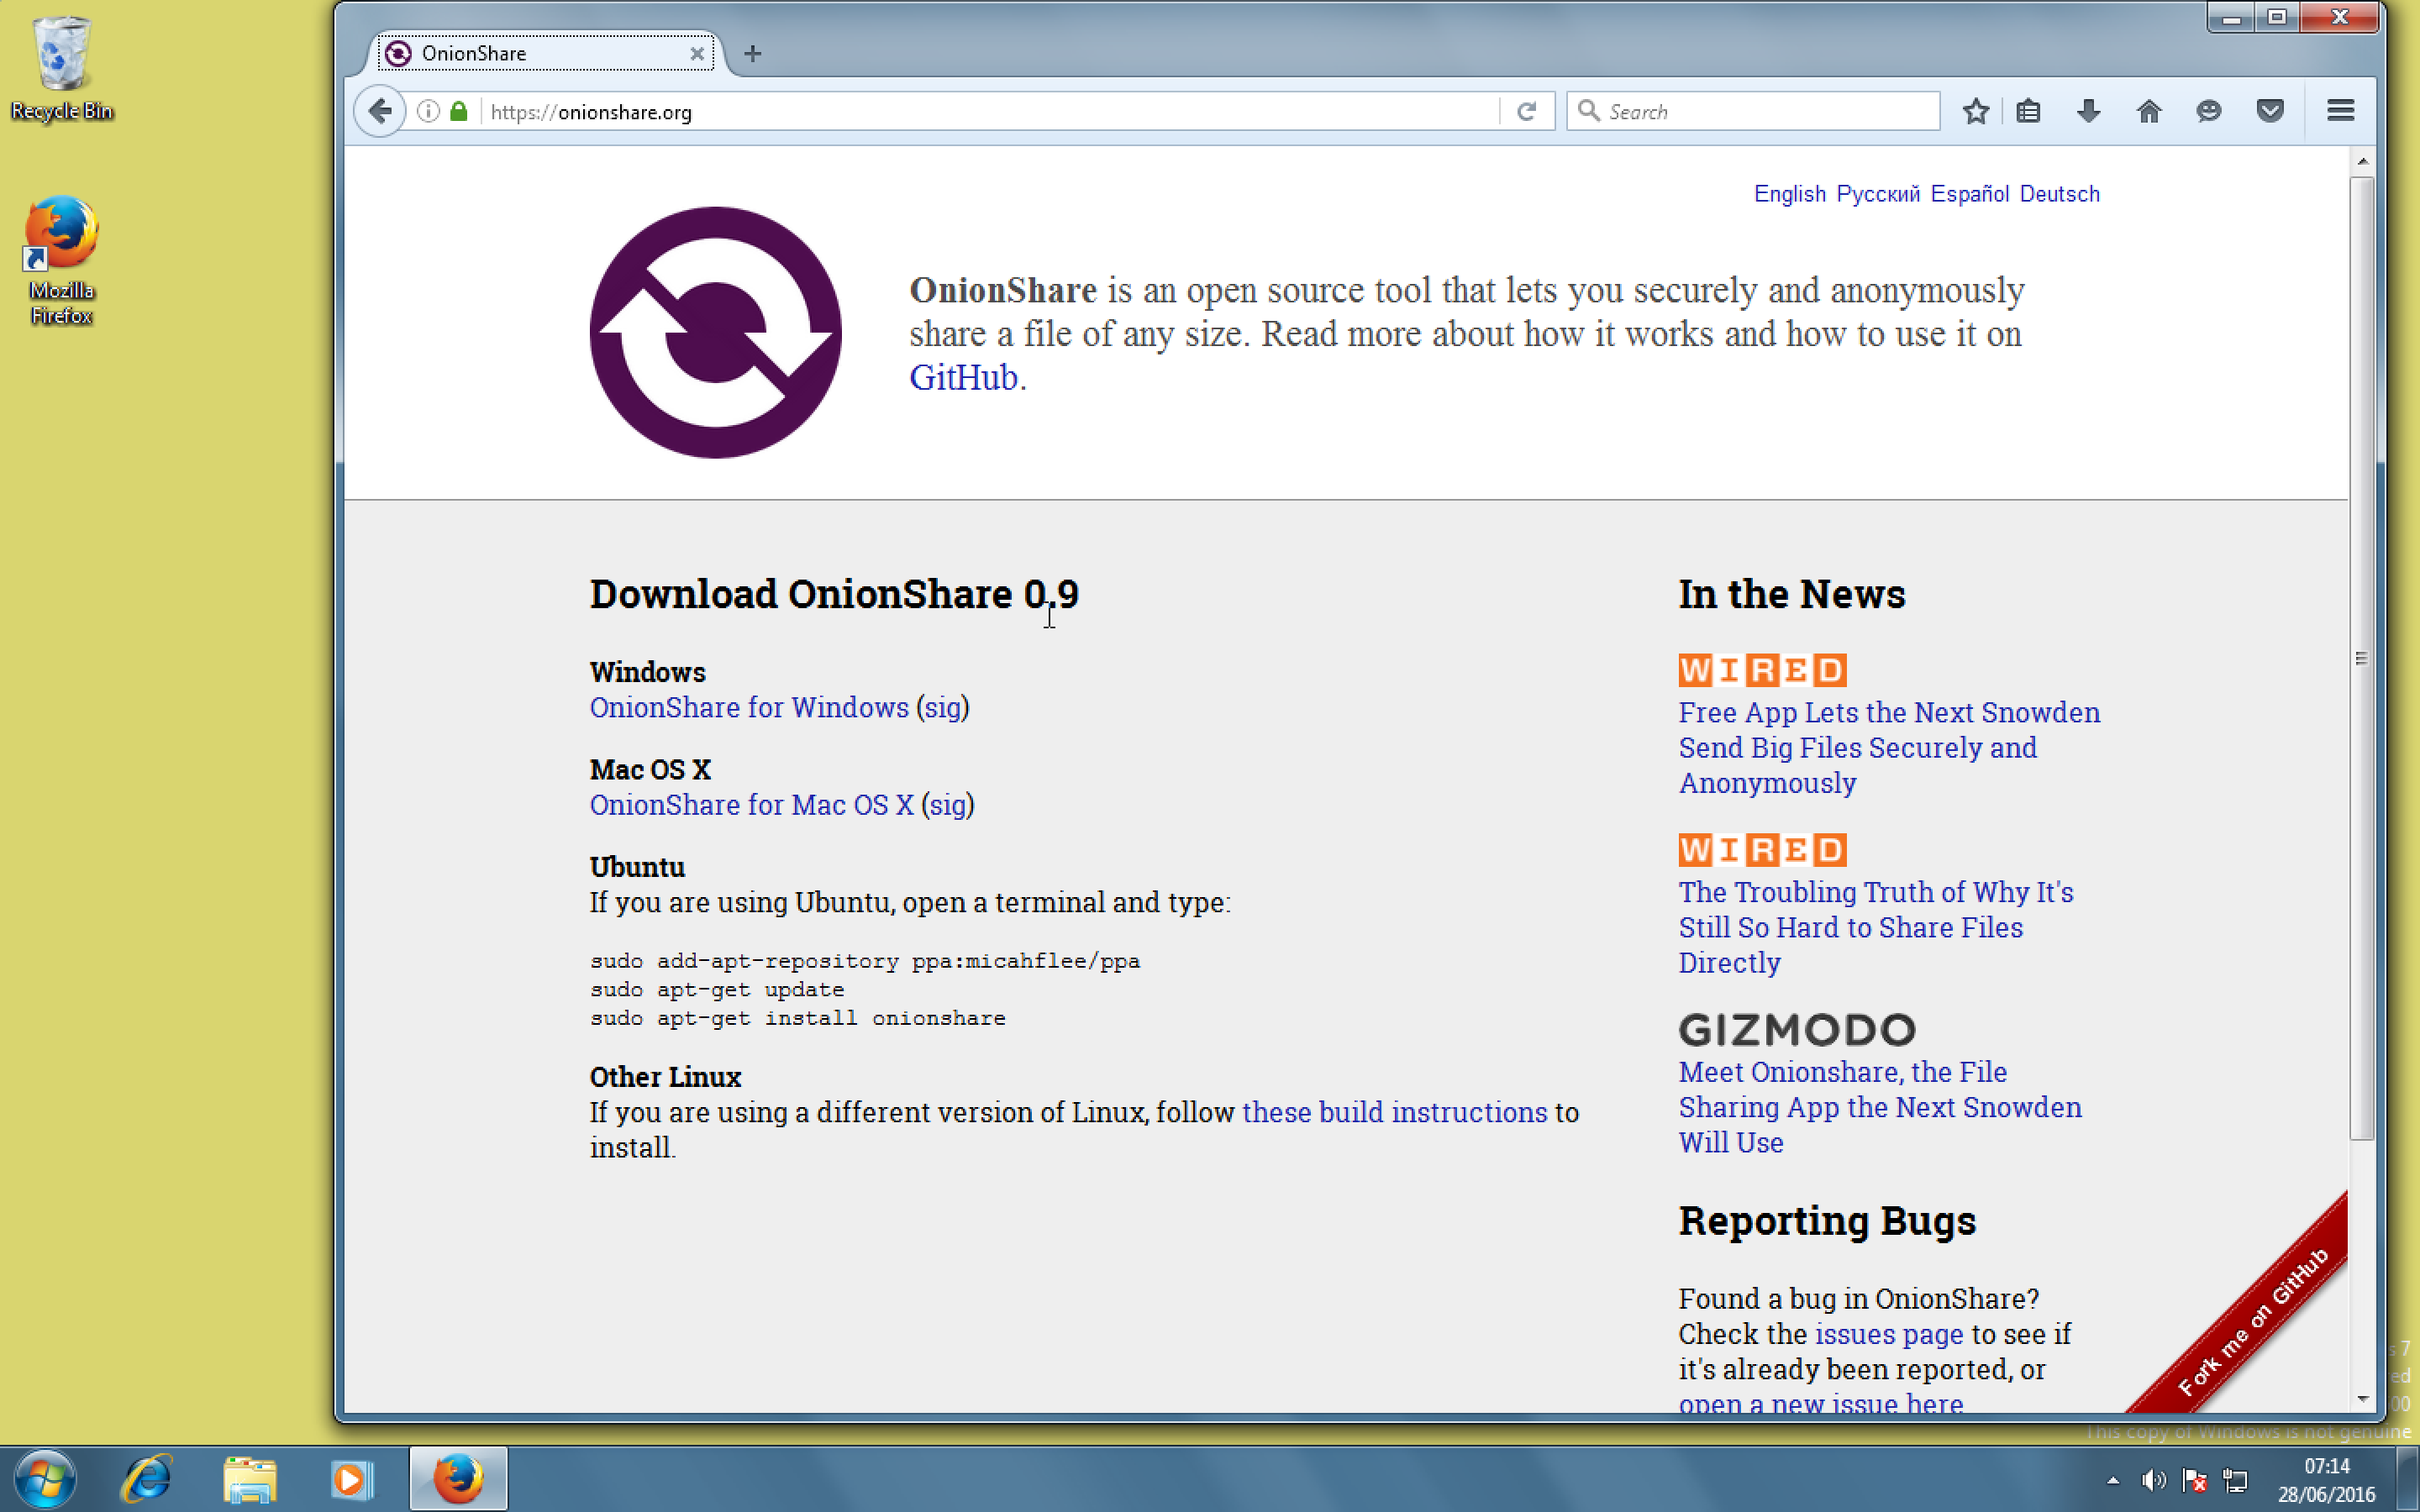 Recycle Bin
Mozilla
Firefox
OnionShare
https://onionshare.org
Search
English Русский Español Deutsch
OnionShare is an open source tool that lets you securely and anonymously
share a file of any size. Read more about how it works and how to use it on
GitHub.
Download OnionShare 0.9
Windows
OnionShare for Windows (sig)
Mac OS X
OnionShare for Mac OS X (sig)
Ubuntu
If you are using Ubuntu, open a terminal and type:
sudo add-apt-repository ppa:micahflee/ppa
sudo apt-get update
sudo apt-get install onionshare
Other Linux
If you are using a different version of Linux, follow these build instructions to
install.
In the News
WIRED
Free App Lets the Next Snowden
Send Big Files Securely and
Anonymously
WIRED
The Troubling Truth of Why It's
Still So Hard to Share Files
Directly
GIZMODO
Meet Onionshare, the File
Sharing App the Next Snowden
Will Use
Reporting Bugs
Found a bug in OnionShare?
Check the issues page to see if
it's already been reported, or
open a new issue here
Fork me on GitHub
This copy of Windows is not genuine
07:14
28/06/2016